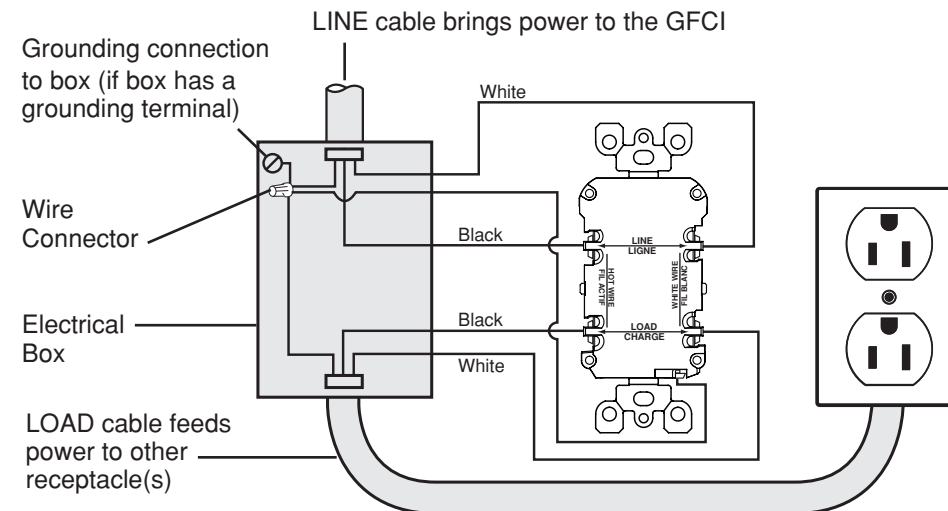 LINE cable brings power to the GFCI
Grounding connection
to box (if box has a
grounding terminal)
White
Wire
Connector
Black
LINE
LIGNE
HOT WIRE
FIL ACTIF
WHITE WIRE
FIL BLANC
Electrical
Box
Black
LOAD
CHARGE
White
LOAD cable feeds
power to other
receptacle(s)